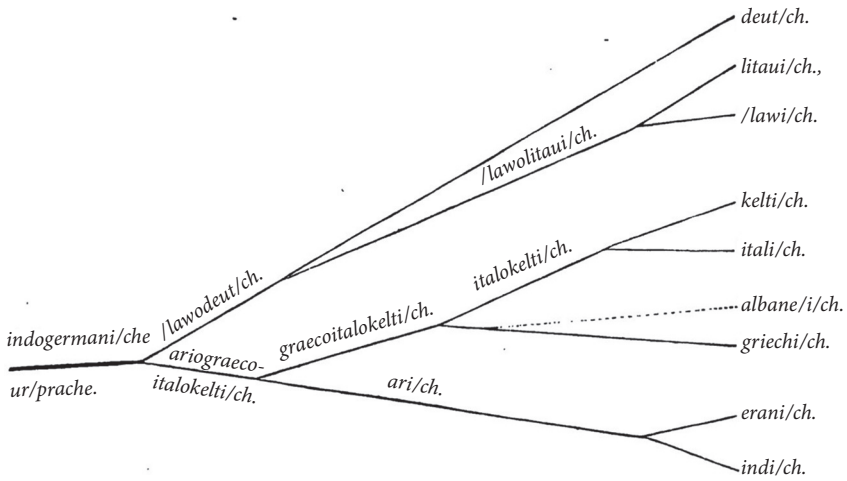 deut/ch.
litaui/ch.,
/lawi/ch.
/lawolitaui/ch.
kelti/ch.
itali/ch.
italokelti/ch.
/lawodeut/ch.
albane/i/ch.
graecoitalokelti/ch.
indogermani/che
griechi/ch.
ariograeco-
italokelti/ch.
ari/ch.
ur/prache.
erani/ch.
indi/ch.